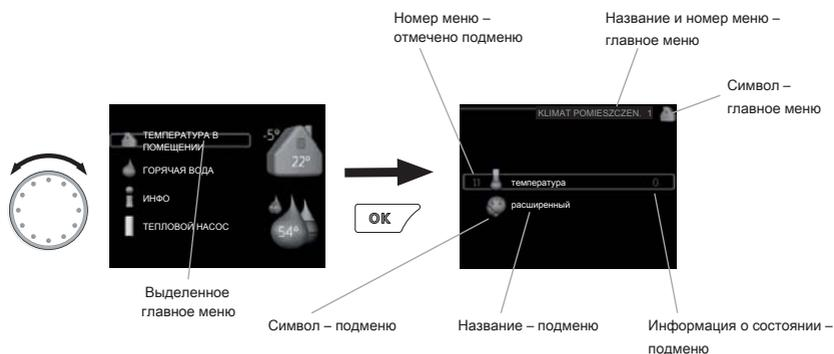 Номер меню –
отмечено подменю
Название и номер меню –
главное меню
Символ –
главное меню
ТЕМПЕРАТУРА В
ПОМЕЩЕНИИ
ГОРЯЧАЯ ВОДА
ИНФО
ТЕПЛОВОЙ НАСОС
-5°
22°
54°
OK
KLIMAT POMIESZCZEN. 1
11 температура 0
расширенный
Выделенное
главное меню
Символ – подменю
Название – подменю
Информация о состоянии –
подменю